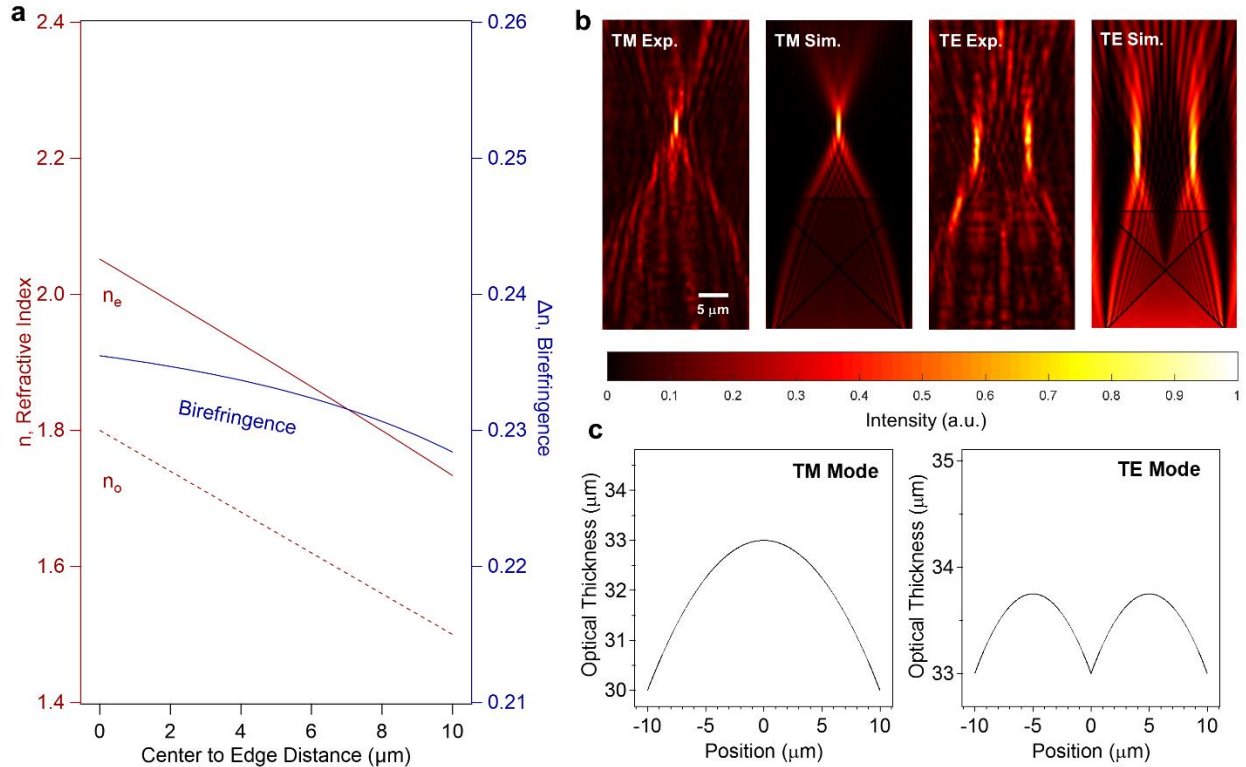 a
2.4
2.2
2.0
1.8
1.6
1.4
n, Refractive Index
nₑ
nₒ
Birefringence
0.26
0.25
0.24
0.23
0.22
0.21
Δn, Birefringence
0 2 4 6 8 10
Center to Edge Distance (µm)
b
TM Exp.
TM Sim.
TE Exp.
TE Sim.
5 µm
0 0.1 0.2 0.3 0.4 0.5 0.6 0.7 0.8 0.9 1
Intensity (a.u.)
c
TM Mode
34
33
32
31
30
Optical Thickness (µm)
-10 -5 0 5 10
Position (µm)
TE Mode
35
34
33
Optical Thickness (µm)
-10 -5 0 5 10
Position (µm)